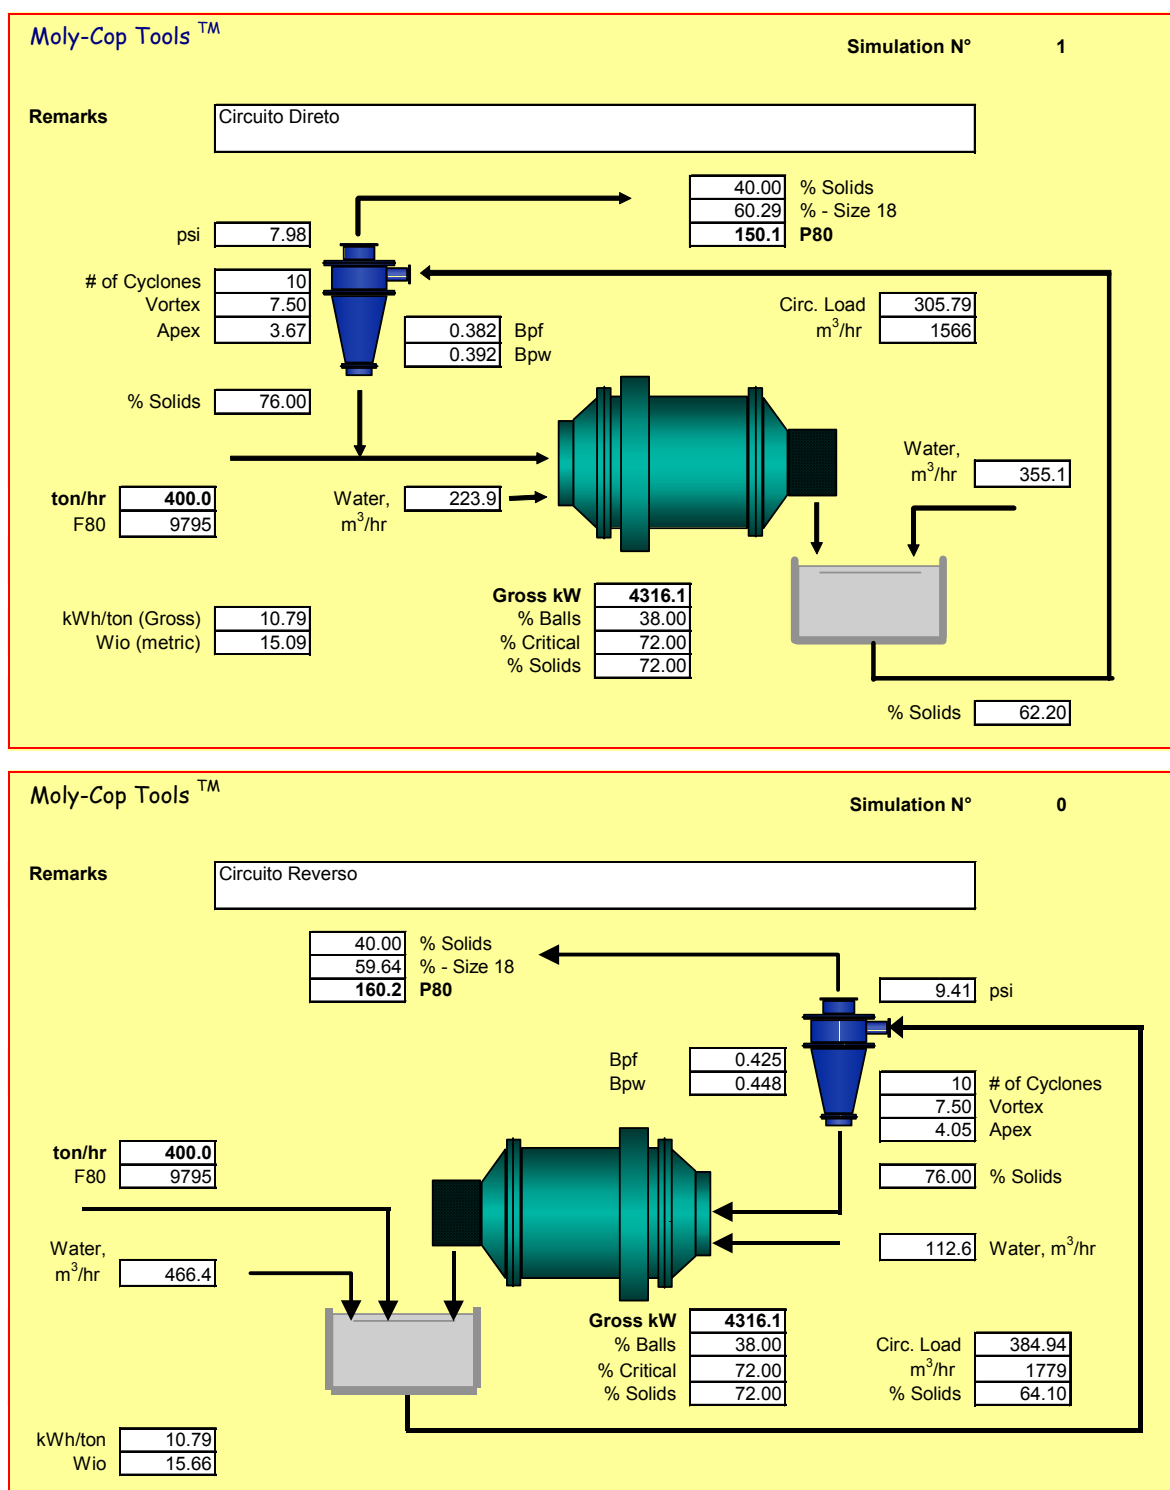 Moly-Cop Tools TM
Simulation N° 1
Remarks Circuito Direto
40.00 % Solids
60.29 % - Size 18
150.1 P80
psi 7.98
# of Cyclones 10
Vortex 7.50
Apex 3.67
0.382 Bpf
0.392 Bpw
Circ. Load 305.79
m3/hr 1566
% Solids 76.00
Water, m3/hr 355.1
ton/hr 400.0
F80 9795
Water, m3/hr 223.9
Gross kW 4316.1
% Balls 38.00
% Critical 72.00
% Solids 72.00
kWh/ton (Gross) 10.79
Wio (metric) 15.09
% Solids 62.20
Moly-Cop Tools TM
Simulation N° 0
Remarks Circuito Reverso
40.00 % Solids
59.64 % - Size 18
160.2 P80
9.41 psi
Bpf 0.425
Bpw 0.448
10 # of Cyclones
7.50 Vortex
4.05 Apex
ton/hr 400.0
F80 9795
76.00 % Solids
Water, m3/hr 466.4
112.6 Water, m3/hr
Gross kW 4316.1
% Balls 38.00
% Critical 72.00
% Solids 72.00
Circ. Load 384.94
m3/hr 1779
% Solids 64.10
kWh/ton 10.79
Wio 15.66